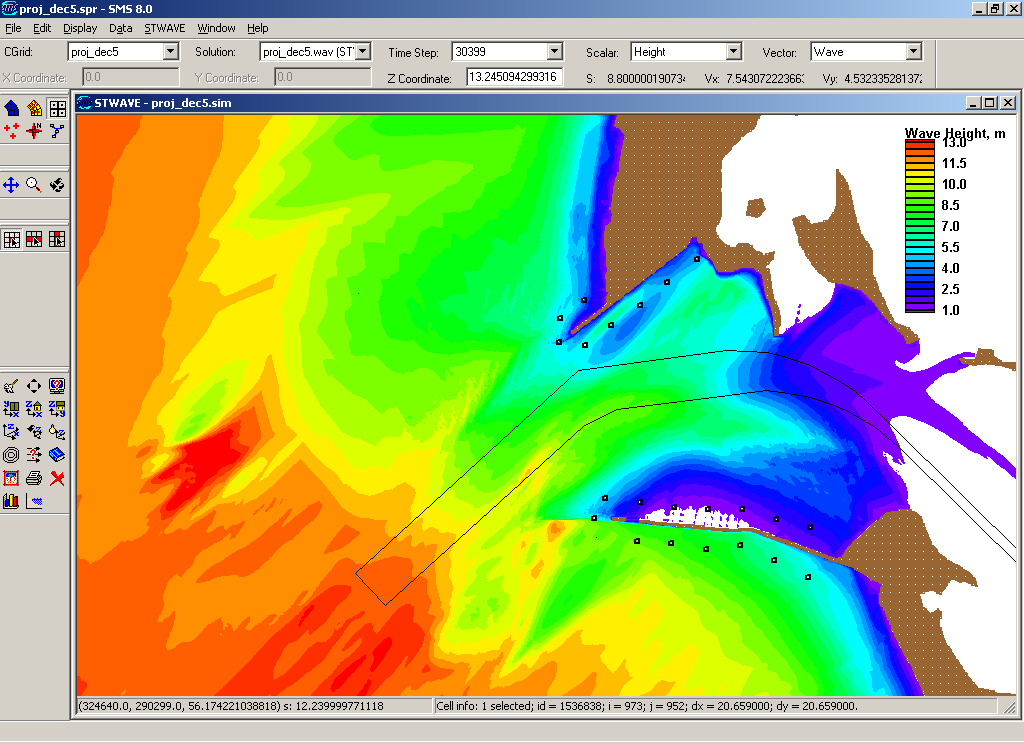 proj_dec5.spr - SMS 8.0
File Edit Display Data STWAVE Window Help
CGrid: proj_dec5 Solution: proj_dec5.wav (ST Time Step: 30399 Scalar: Height Vector: Wave
X Coordinate: 0.0 Y Coordinate: 0.0 Z Coordinate: 13.245094299316 S: 8.8000001907 Vx: 7.5430722236 Vy: 4.5323352813
STWAVE - proj_dec5.sim
Wave Height, m
13.0
11.5
10.0
8.5
7.0
5.5
4.0
2.5
1.0
(324640.0, 290299.0, 56.174221038818) s: 12.239999771118 Cell info: 1 selected; id = 1536838; i = 973; j = 952; dx = 20.659000; dy = 20.659000.